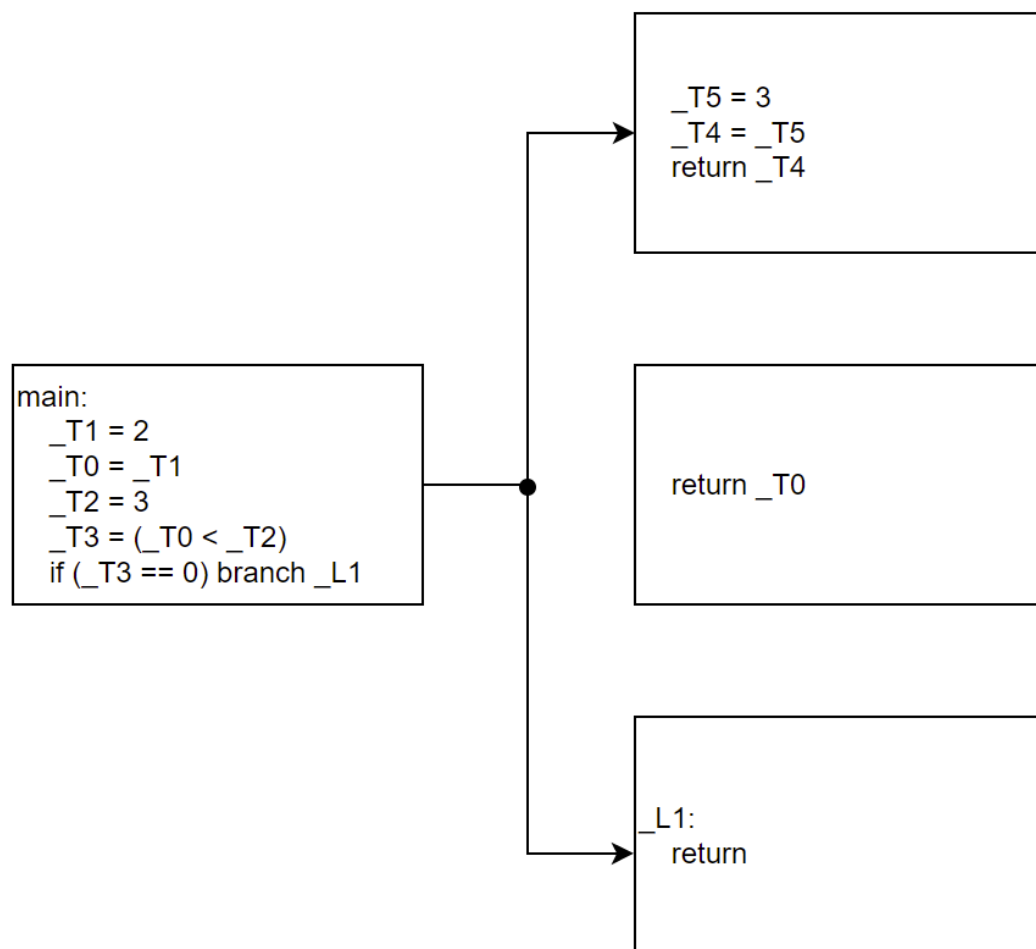 _T5 = 3
_T4 = _T5
return _T4
main:
_T1 = 2
_T0 = _T1
_T2 = 3
_T3 = (_T0 < _T2)
if (_T3 == 0) branch _L1
return _T0
_L1:
return